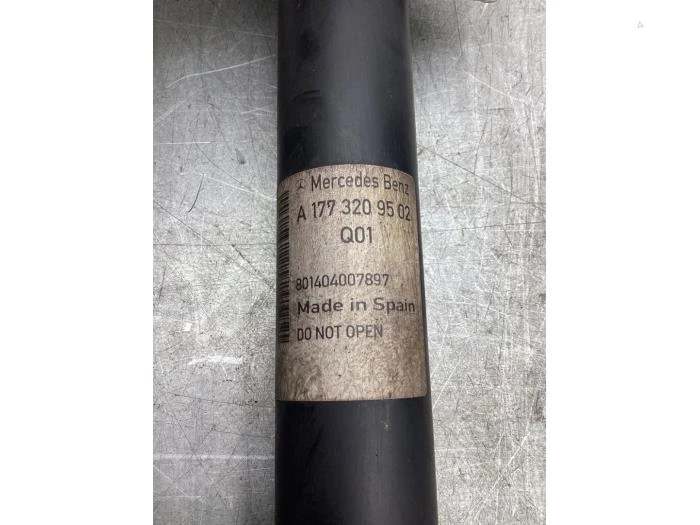 Mercedes Benz
A 177 320 95 02
Q01
801404007897
Made in Spain
DO NOT OPEN